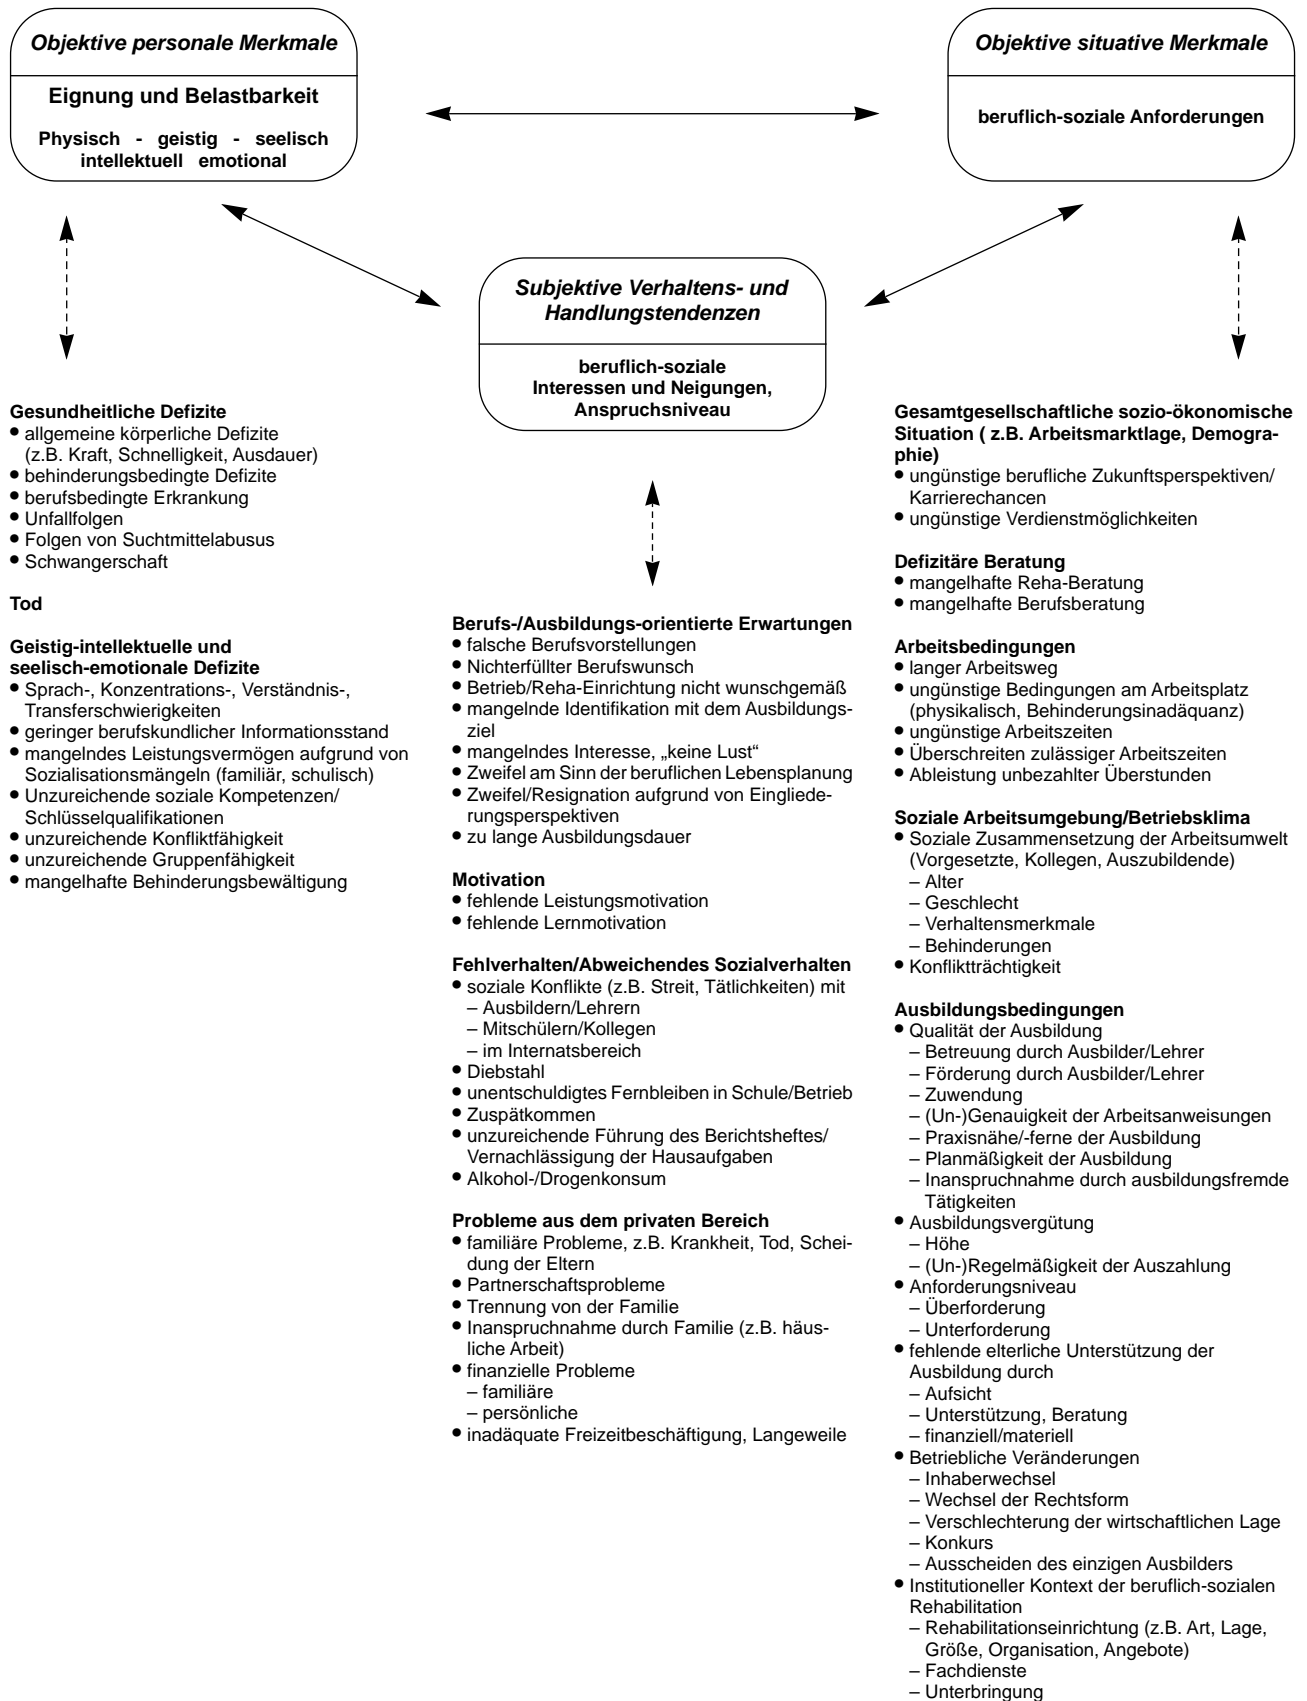 Objektive personale Merkmale
Eignung und Belastbarkeit
Physisch - geistig - seelisch
intellektuell emotional
Objektive situative Merkmale
beruflich-soziale Anforderungen
Subjektive Verhaltens- und
Handlungstendenzen
beruflich-soziale
Interessen und Neigungen,
Anspruchsniveau
Gesundheitliche Defizite
• allgemeine körperliche Defizite
(z.B. Kraft, Schnelligkeit, Ausdauer)
• behinderungsbedingte Defizite
• berufsbedingte Erkrankung
• Unfallfolgen
• Folgen von Suchtmittelabusus
• Schwangerschaft
Tod
Geistig-intellektuelle und
seelisch-emotionale Defizite
• Sprach-, Konzentrations-, Verständnis-,
Transferschwierigkeiten
• geringer berufskundlicher Informationsstand
• mangelndes Leistungsvermögen aufgrund von
Sozialisationsmängeln (familiär, schulisch)
• Unzureichende soziale Kompetenzen/
Schlüsselqualifikationen
• unzureichende Konfliktfähigkeit
• unzureichende Gruppenfähigkeit
• mangelhafte Behinderungsbewältigung
Berufs-/Ausbildungs-orientierte Erwartungen
• falsche Berufsvorstellungen
• Nichterfüllter Berufswunsch
• Betrieb/Reha-Einrichtung nicht wunschgemäß
• mangelnde Identifikation mit dem Ausbildungs-
ziel
• mangelndes Interesse, „keine Lust“
• Zweifel am Sinn der beruflichen Lebensplanung
• Zweifel/Resignation aufgrund von Eingliede-
rungsperspektiven
• zu lange Ausbildungsdauer
Motivation
• fehlende Leistungsmotivation
• fehlende Lernmotivation
Fehlverhalten/Abweichendes Sozialverhalten
• soziale Konflikte (z.B. Streit, Tätlichkeiten) mit
– Ausbildern/Lehrern
– Mitschülern/Kollegen
– im Internatsbereich
• Diebstahl
• unentschuldigtes Fernbleiben in Schule/Betrieb
• Zuspätkommen
• unzureichende Führung des Berichtsheftes/
Vernachlässigung der Hausaufgaben
• Alkohol-/Drogenkonsum
Probleme aus dem privaten Bereich
• familiäre Probleme, z.B. Krankheit, Tod, Schei-
dung der Eltern
• Partnerschaftsprobleme
• Trennung von der Familie
• Inanspruchnahme durch Familie (z.B. häus-
liche Arbeit)
• finanzielle Probleme
– familiäre
– persönliche
• inadäquate Freizeitbeschäftigung, Langeweile
Gesamtgesellschaftliche sozio-ökonomische
Situation ( z.B. Arbeitsmarktlage, Demogra-
phie)
• ungünstige berufliche Zukunftsperspektiven/
Karrierechancen
• ungünstige Verdienstmöglichkeiten
Defizitäre Beratung
• mangelhafte Reha-Beratung
• mangelhafte Berufsberatung
Arbeitsbedingungen
• langer Arbeitsweg
• ungünstige Bedingungen am Arbeitsplatz
(physikalisch, Behinderungsinadäquanz)
• ungünstige Arbeitszeiten
• Überschreiten zulässiger Arbeitszeiten
• Ableistung unbezahlter Überstunden
Soziale Arbeitsumgebung/Betriebsklima
• Soziale Zusammensetzung der Arbeitsumwelt
(Vorgesetzte, Kollegen, Auszubildende)
– Alter
– Geschlecht
– Verhaltensmerkmale
– Behinderungen
• Konfliktträchtigkeit
Ausbildungsbedingungen
• Qualität der Ausbildung
– Betreuung durch Ausbilder/Lehrer
– Förderung durch Ausbilder/Lehrer
– Zuwendung
– (Un-)Genauigkeit der Arbeitsanweisungen
– Praxisnähe/-ferne der Ausbildung
– Planmäßigkeit der Ausbildung
– Inanspruchnahme durch ausbildungsfremde
Tätigkeiten
• Ausbildungsvergütung
– Höhe
– (Un-)Regelmäßigkeit der Auszahlung
• Anforderungsniveau
– Überforderung
– Unterforderung
• fehlende elterliche Unterstützung der
Ausbildung durch
– Aufsicht
– Unterstützung, Beratung
– finanziell/materiell
• Betriebliche Veränderungen
– Inhaberwechsel
– Wechsel der Rechtsform
– Verschlechterung der wirtschaftlichen Lage
– Konkurs
– Ausscheiden des einzigen Ausbilders
• Institutioneller Kontext der beruflich-sozialen
Rehabilitation
– Rehabilitationseinrichtung (z.B. Art, Lage,
Größe, Organisation, Angebote)
– Fachdienste
– Unterbringung